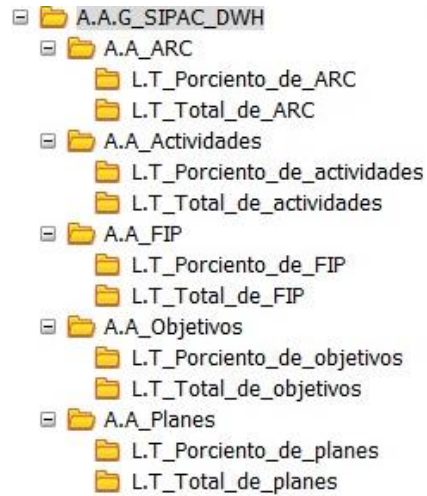 A.A.G_SIPAC_DWH
A.A_ARC
L.T_Porciento_de_ARC
L.T_Total_de_ARC
A.A_Actividades
L.T_Porciento_de_actividades
L.T_Total_de_actividades
A.A_FIP
L.T_Porciento_de_FIP
L.T_Total_de_FIP
A.A_Objetivos
L.T_Porciento_de_objetivos
L.T_Total_de_objetivos
A.A_Planes
L.T_Porciento_de_planes
L.T_Total_de_planes